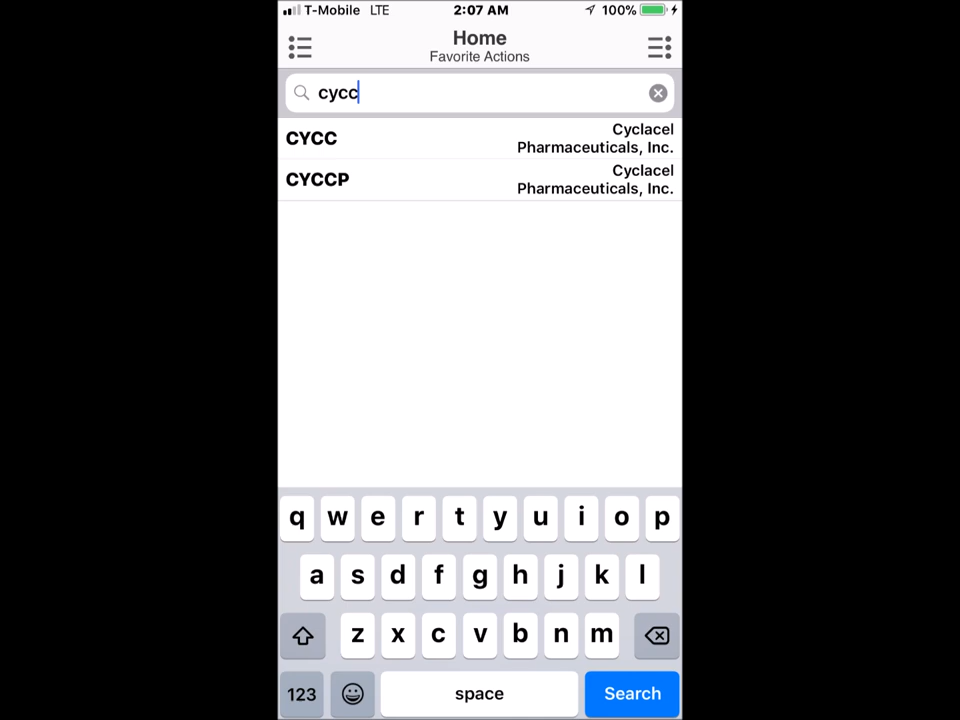 T-Mobile LTE 2:07 AM 100%
Home
Favorite Actions
cycc
CYCC Cyclacel
Pharmaceuticals, Inc.
CYCCP Cyclacel
Pharmaceuticals, Inc.
q w e r t y u i o p
a s d f g h j k l
z x c v b n m
123 space Search